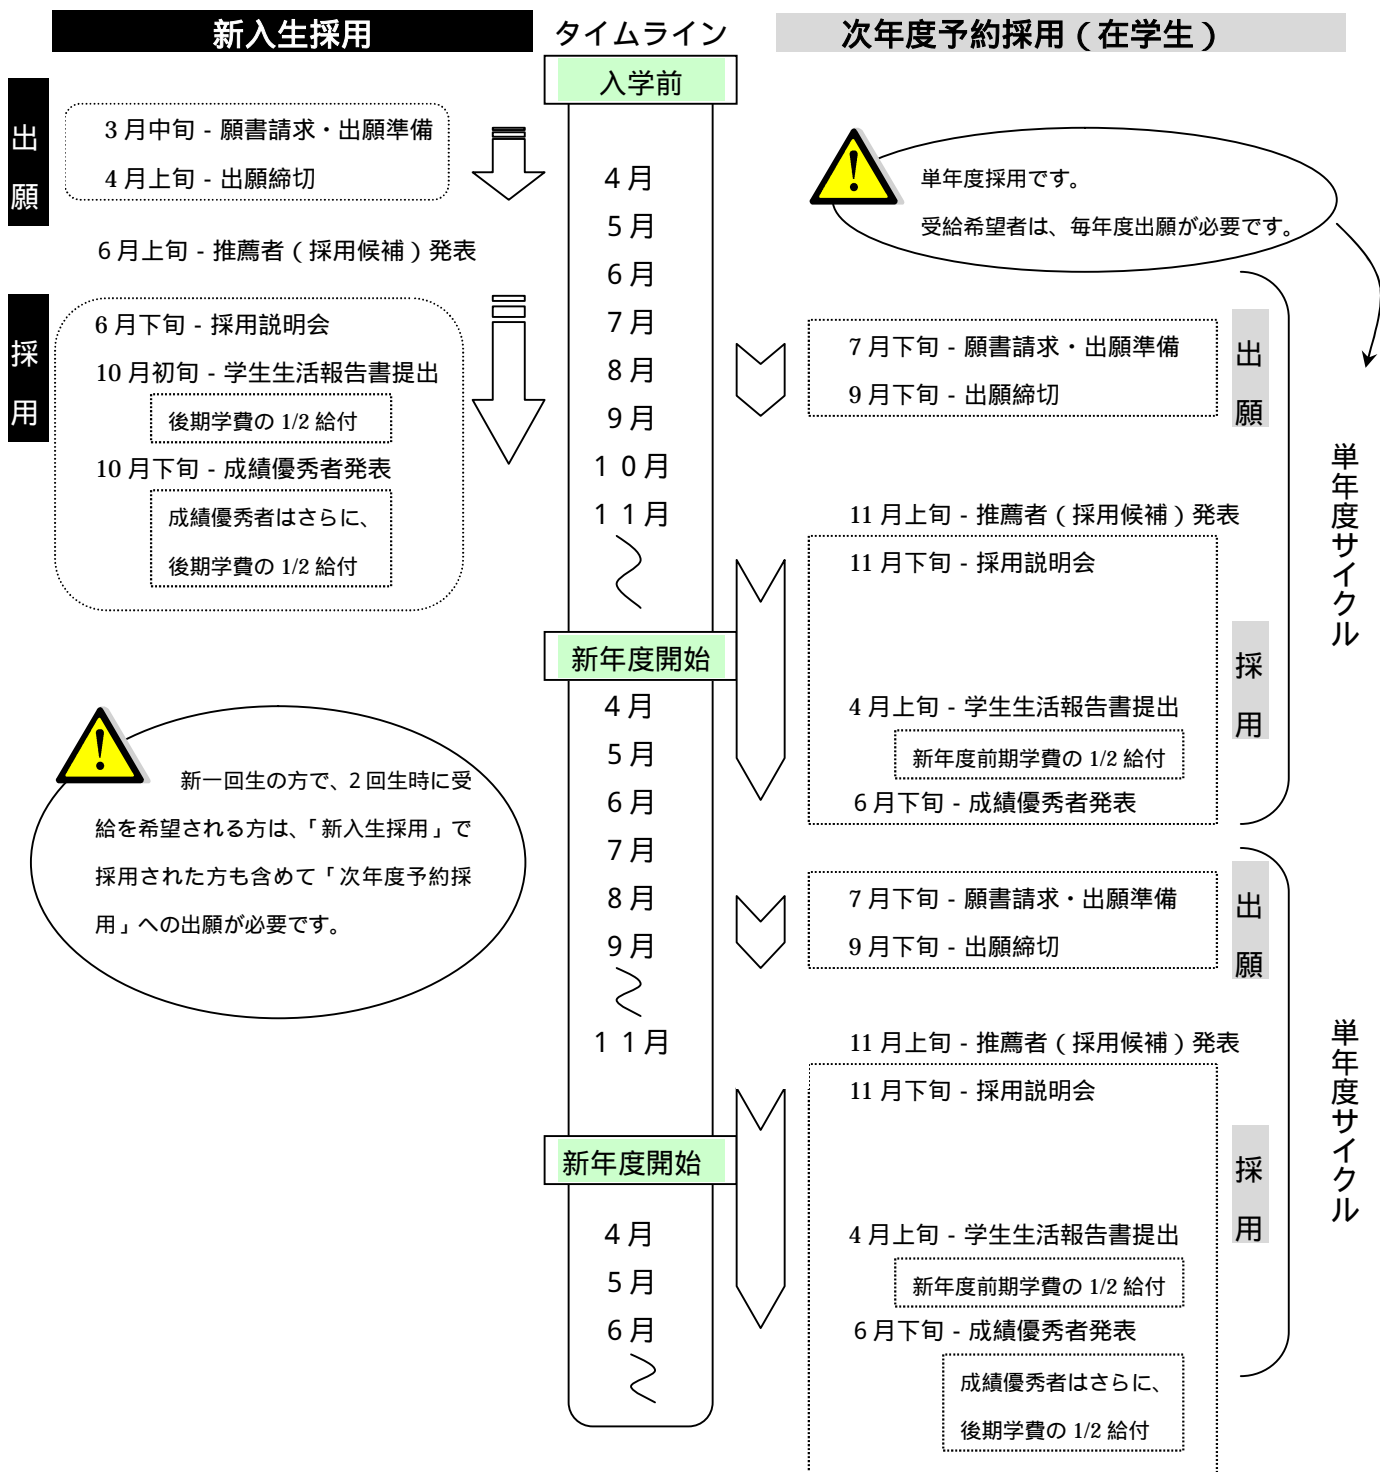 新入生採用
タイムライン
次年度予約採用（在学生）
入学前
出
願
3 月中旬 - 願書請求・出願準備
4 月上旬 - 出願締切
6 月上旬 - 推薦者（採用候補）発表
採
用
6 月下旬 - 採用説明会
10 月初旬 - 学生生活報告書提出
後期学費の 1/2 給付
10 月下旬 - 成績優秀者発表
成績優秀者はさらに、
後期学費の 1/2 給付
!
新一回生の方で、2 回生時に受
給を希望される方は、「新入生採用」で
採用された方も含めて「次年度予約採
用」への出願が必要です。
4 月
5 月
6 月
7 月
8 月
9 月
１０月
１１月
新年度開始
4 月
5 月
6 月
7 月
8 月
9 月
１１月
新年度開始
4 月
5 月
6 月
!
単年度採用です。
受給希望者は、毎年度出願が必要です。
7 月下旬 - 願書請求・出願準備
9 月下旬 - 出願締切
出
願
11 月上旬 - 推薦者（採用候補）発表
11 月下旬 - 採用説明会
4 月上旬 - 学生生活報告書提出
新年度前期学費の 1/2 給付
6 月下旬 - 成績優秀者発表
採
用
単年度サイクル
7 月下旬 - 願書請求・出願準備
9 月下旬 - 出願締切
出
願
11 月上旬 - 推薦者（採用候補）発表
11 月下旬 - 採用説明会
4 月上旬 - 学生生活報告書提出
新年度前期学費の 1/2 給付
6 月下旬 - 成績優秀者発表
成績優秀者はさらに、
後期学費の 1/2 給付
採
用
単年度サイクル